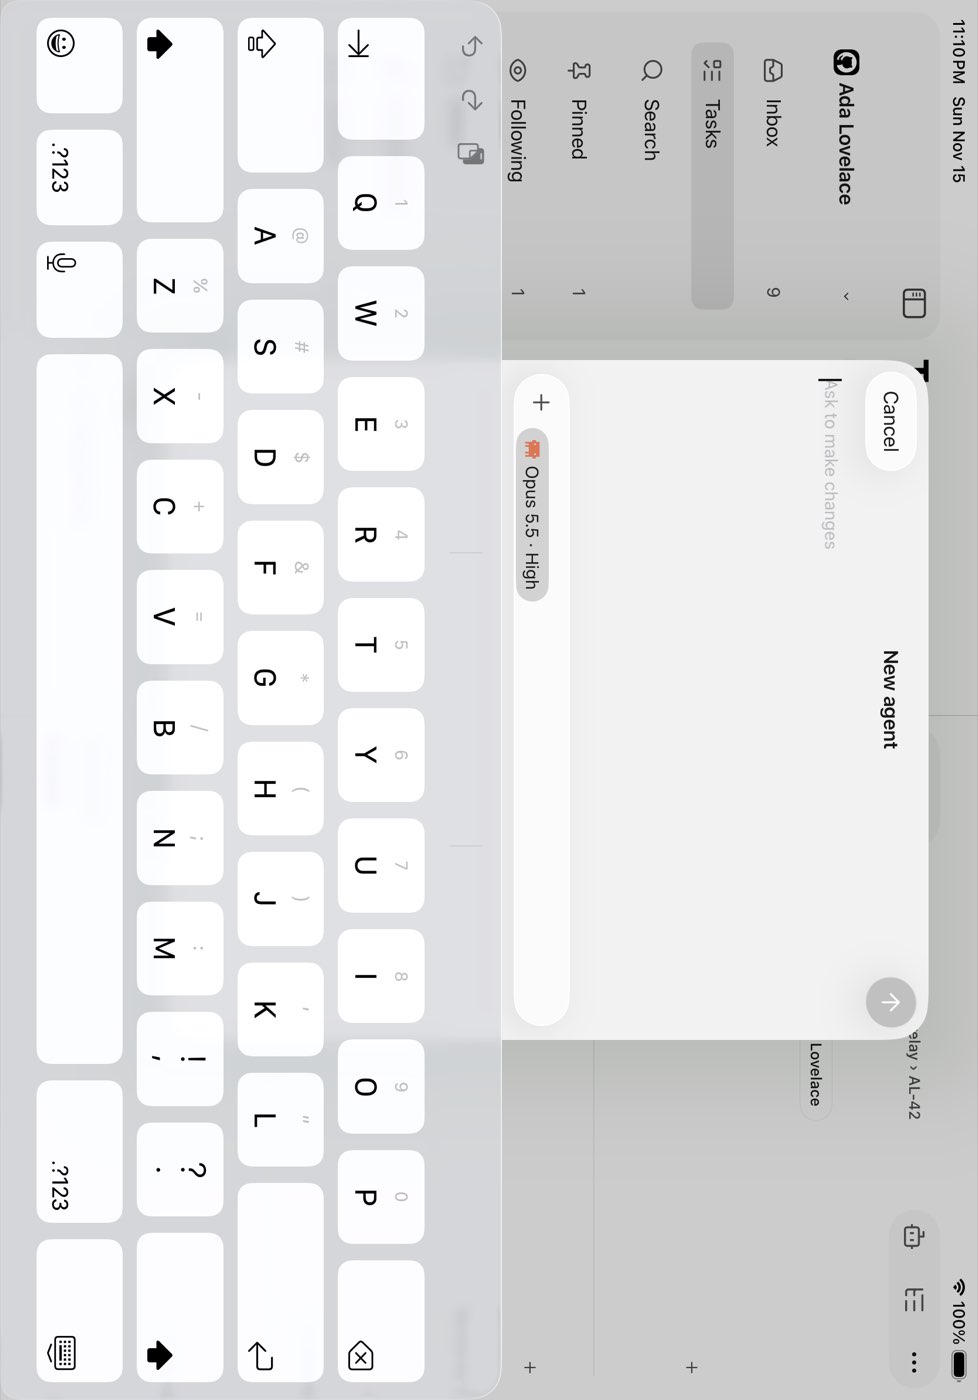 11:10 PM Sun Nov 15
100%
elay › AL-42
Cancel
New agent
Ask to make changes
Ada Lovelace
Lovelace
Inbox 9
Tasks
Search
Pinned 1
Following 1
+
Opus 5.5 · High
1 2 3 4 5 6 7 8 9 0
Q W E R T Y U I O P
@ # $ & * ( ) ' "
A S D F G H J K L
% - + = / ; : ! ?
Z X C V B N M , .
.?123 .?123